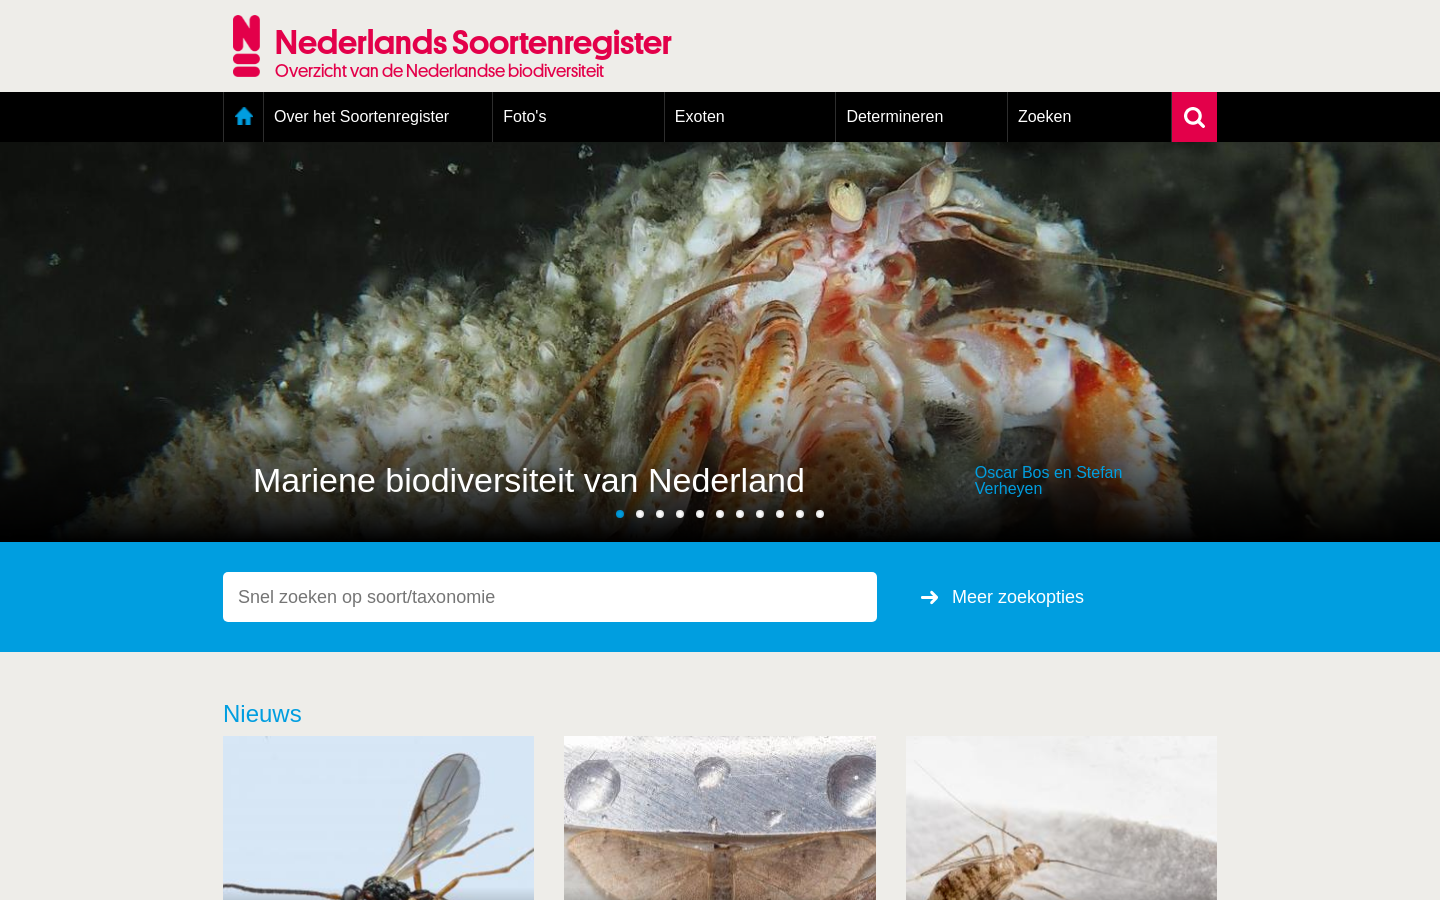 Nederlands Soortenregister
Overzicht van de Nederlandse biodiversiteit
Over het Soortenregister
Foto's
Exoten
Determineren
Zoeken
Mariene biodiversiteit van Nederland
Oscar Bos en Stefan
Verheyen
Snel zoeken op soort/taxonomie
Meer zoekopties
Nieuws